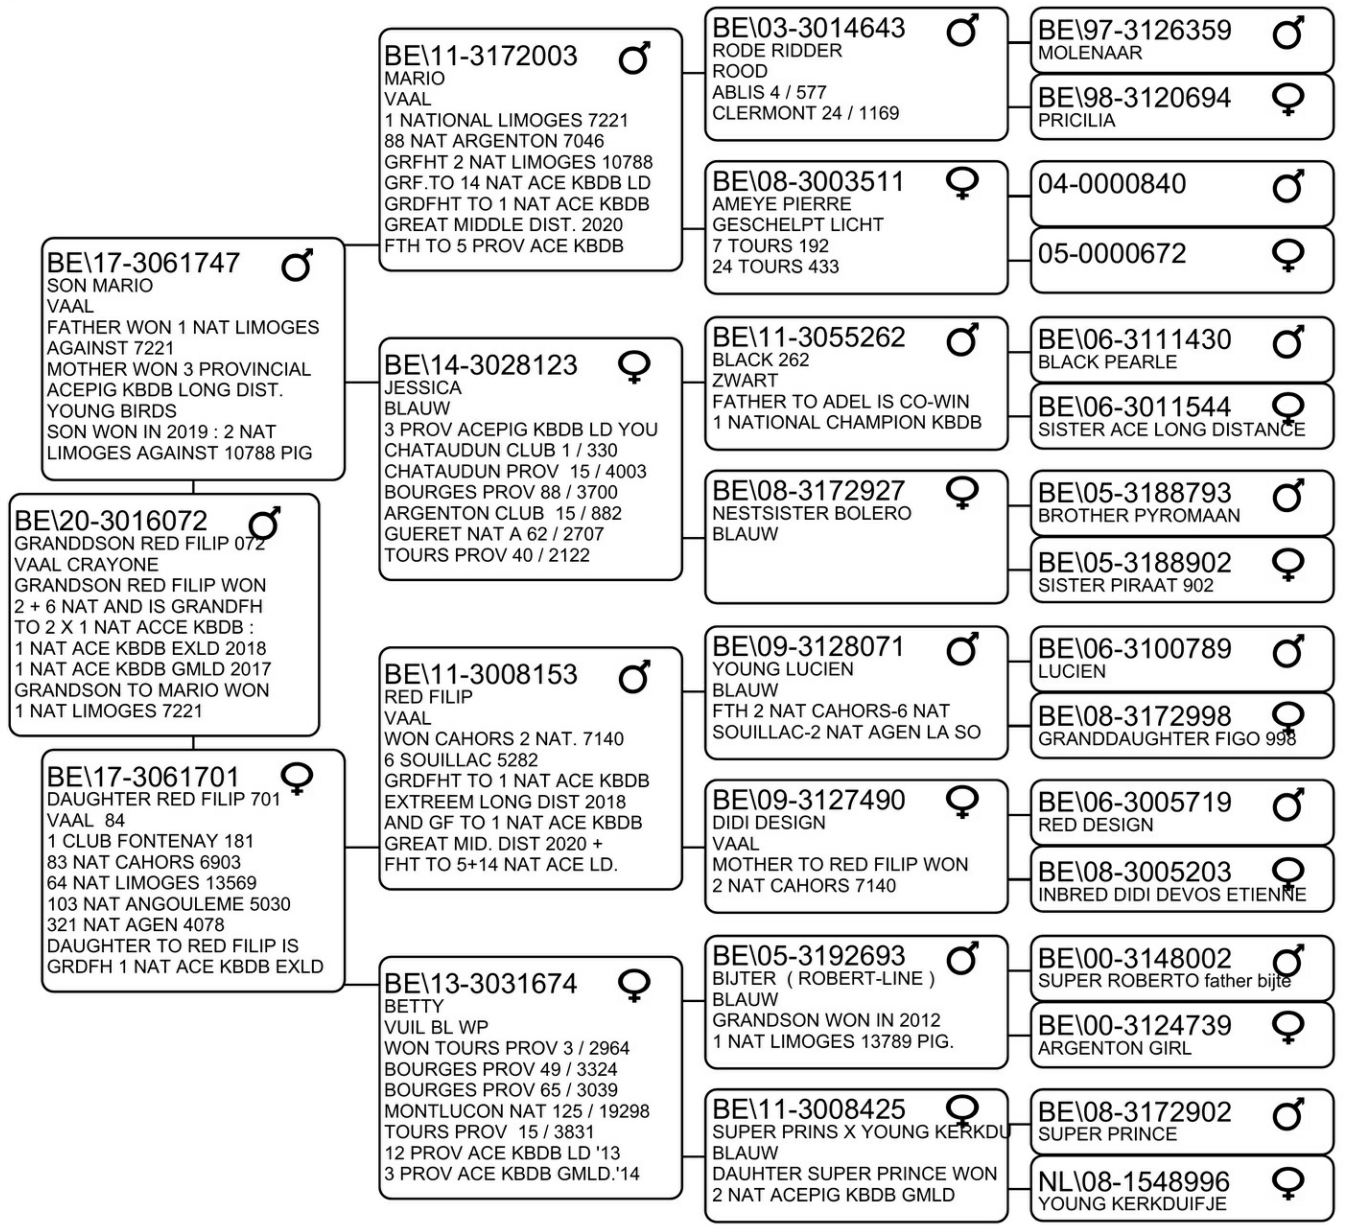 BE\20-3016072
GRANDDSON RED FILIP 072
VAAL CRAYONE
GRANDSON RED FILIP WON
2 + 6 NAT AND IS GRANDFH
TO 2 X 1 NAT ACCE KBDB :
1 NAT ACE KBDB EXLD 2018
1 NAT ACE KBDB GMLD 2017
GRANDSON TO MARIO WON
1 NAT LIMOGES 7221
BE\17-3061747
SON MARIO
VAAL
FATHER WON 1 NAT LIMOGES
AGAINST 7221
MOTHER WON 3 PROVINCIAL
ACEPIG KBDB LONG DIST.
YOUNG BIRDS
SON WON IN 2019 : 2 NAT
LIMOGES AGAINST 10788 PIG
BE\17-3061701
DAUGHTER RED FILIP 701
VAAL  84
1 CLUB FONTENAY 181
83 NAT CAHORS 6903
64 NAT LIMOGES 13569
103 NAT ANGOULEME 5030
321 NAT AGEN 4078
DAUGHTER TO RED FILIP IS
GRDFH 1 NAT ACE KBDB EXLD
BE\11-3172003
MARIO
VAAL
1 NATIONAL LIMOGES 7221
88 NAT ARGENTON 7046
GRFHT 2 NAT LIMOGES 10788
GRF.TO 14 NAT ACE KBDB LD
GRDFHT TO 1 NAT ACE KBDB
GREAT MIDDLE DIST. 2020
FTH TO 5 PROV ACE KBDB
BE\14-3028123
JESSICA
BLAUW
3 PROV ACEPIG KBDB LD YOU
CHATAUDUN CLUB 1 / 330
CHATAUDUN PROV  15 / 4003
BOURGES PROV 88 / 3700
ARGENTON CLUB  15 / 882
GUERET NAT A 62 / 2707
TOURS PROV 40 / 2122
BE\11-3008153
RED FILIP
VAAL
WON CAHORS 2 NAT. 7140
6 SOUILLAC 5282
GRDFHT TO 1 NAT ACE KBDB
EXTREEM LONG DIST 2018
AND GF TO 1 NAT ACE KBDB
GREAT MID. DIST 2020 +
FHT TO 5+14 NAT ACE LD.
BE\13-3031674
BETTY
VUIL BL WP
WON TOURS PROV 3 / 2964
BOURGES PROV 49 / 3324
BOURGES PROV 65 / 3039
MONTLUCON NAT 125 / 19298
TOURS PROV  15 / 3831
12 PROV ACE KBDB LD '13
3 PROV ACE KBDB GMLD.'14
BE\03-3014643
RODE RIDDER
ROOD
ABLIS 4 / 577
CLERMONT 24 / 1169
BE\08-3003511
AMEYE PIERRE
GESCHELPT LICHT
7 TOURS 192
24 TOURS 433
BE\11-3055262
BLACK 262
ZWART
FATHER TO ADEL IS CO-WIN
1 NATIONAL CHAMPION KBDB
BE\08-3172927
NESTSISTER BOLERO
BLAUW
BE\09-3128071
YOUNG LUCIEN
BLAUW
FTH 2 NAT CAHORS-6 NAT
SOUILLAC-2 NAT AGEN LA SO
BE\09-3127490
DIDI DESIGN
VAAL
MOTHER TO RED FILIP WON
2 NAT CAHORS 7140
BE\05-3192693
BIJTER  ( ROBERT-LINE )
BLAUW
GRANDSON WON IN 2012
1 NAT LIMOGES 13789 PIG.
BE\11-3008425
SUPER PRINS X YOUNG KERKDU
BLAUW
DAUHTER SUPER PRINCE WON
2 NAT ACEPIG KBDB GMLD
BE\97-3126359
MOLENAAR
BE\98-3120694
PRICILIA
04-0000840
05-0000672
BE\06-3111430
BLACK PEARLE
BE\06-3011544
SISTER ACE LONG DISTANCE
BE\05-3188793
BROTHER PYROMAAN
BE\05-3188902
SISTER PIRAAT 902
BE\06-3100789
LUCIEN
BE\08-3172998
GRANDDAUGHTER FIGO 998
BE\06-3005719
RED DESIGN
BE\08-3005203
INBRED DIDI DEVOS ETIENNE
BE\00-3148002
SUPER ROBERTO father bijte
BE\00-3124739
ARGENTON GIRL
BE\08-3172902
SUPER PRINCE
NL\08-1548996
YOUNG KERKDUIFJE